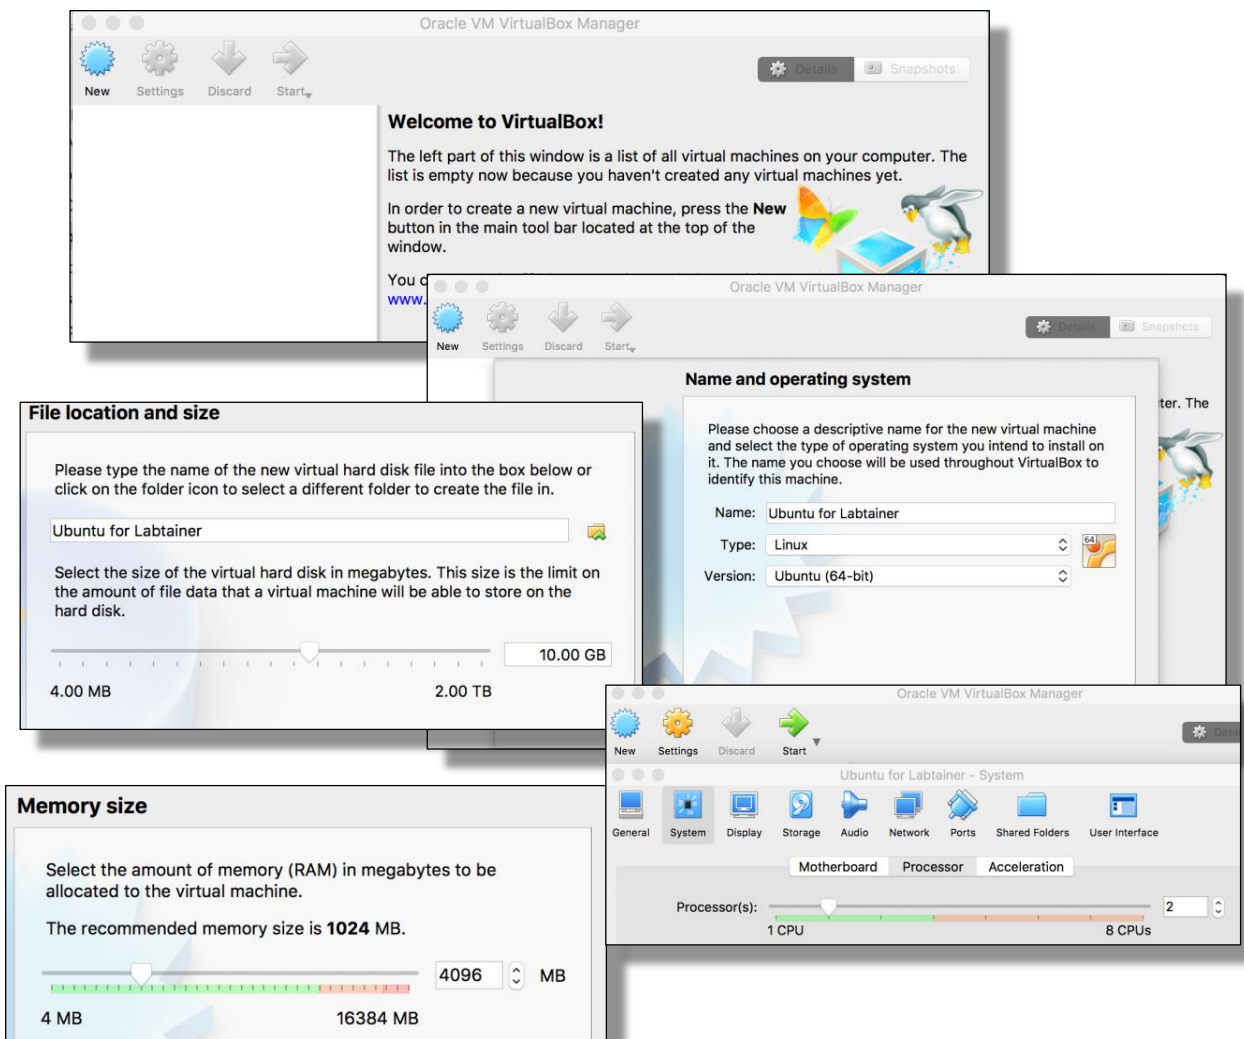 Oracle VM VirtualBox Manager
New Settings Discard Start
Details Snapshots
Welcome to VirtualBox!
The left part of this window is a list of all virtual machines on your computer. The
list is empty now because you haven't created any virtual machines yet.
In order to create a new virtual machine, press the New
button in the main tool bar located at the top of the
window.
You
www.
Oracle VM VirtualBox Manager
New Settings Discard Start
Details Snapshots
Name and operating system
ter. The
Please choose a descriptive name for the new virtual machine
and select the type of operating system you intend to install on
it. The name you choose will be used throughout VirtualBox to
identify this machine.
Name: Ubuntu for Labtainer
Type: Linux
64
Version: Ubuntu (64-bit)
File location and size
Please type the name of the new virtual hard disk file into the box below or
click on the folder icon to select a different folder to create the file in.
Ubuntu for Labtainer
Select the size of the virtual hard disk in megabytes. This size is the limit on
the amount of file data that a virtual machine will be able to store on the
hard disk.
10.00 GB
4.00 MB 2.00 TB
Oracle VM VirtualBox Manager
New Settings Discard Start
Ubuntu for Labtainer - System
General System Display Storage Audio Network Ports Shared Folders User Interface
Motherboard Processor Acceleration
Processor(s): 2
1 CPU 8 CPUs
Memory size
Select the amount of memory (RAM) in megabytes to be
allocated to the virtual machine.
The recommended memory size is 1024 MB.
4096 MB
4 MB 16384 MB